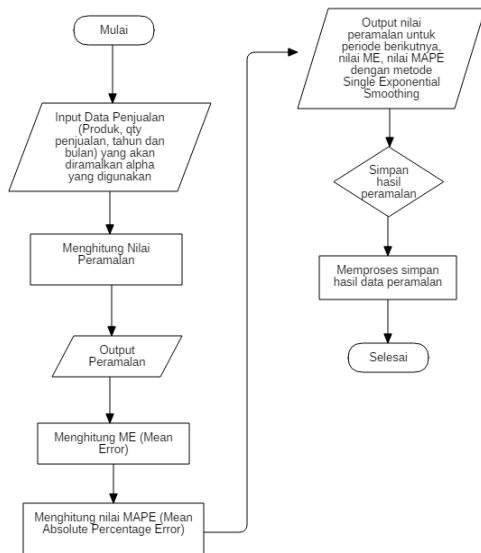 Mulai
Input Data Penjualan
(Produk, qty
penjualan, tahun dan
bulan) yang akan
diramalkan alpha
yang digunakan
Menghitung Nilai
Peramalan
Output
Peramalan
Menghitung ME (Mean
Error)
Menghitung nilai MAPE (Mean
Absolute Percentage Error)
Output nilai
peramalan untuk
periode berikutnya,
nilai ME, nilai MAPE
dengan metode
Single Exponential
Smoothing
Simpan
hasil
peramalan
Memproses simpan
hasil data peramalan
Selesai